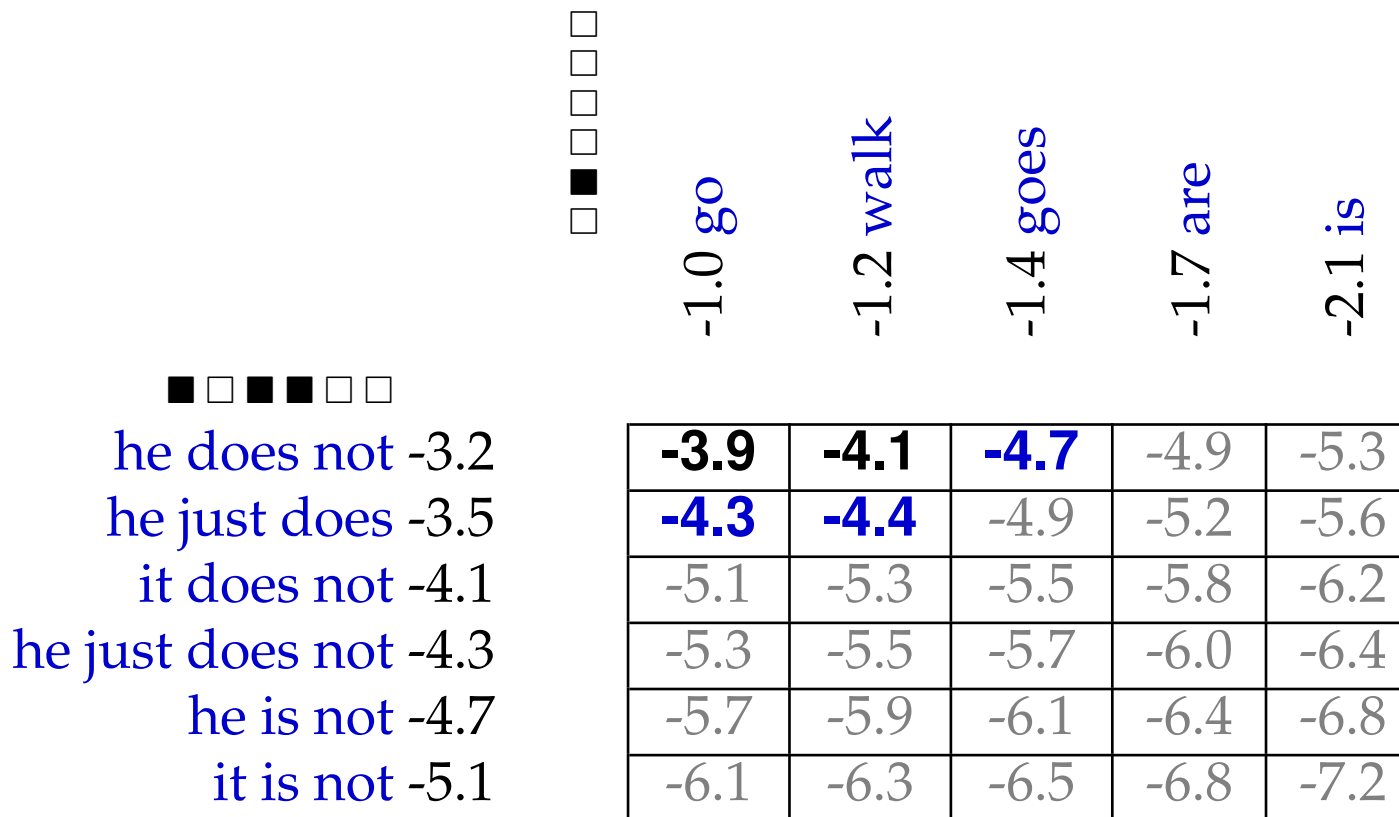 -1.0 go
-1.2 walk
-1.4 goes
-1.7 are
-2.1 is
he does not -3.2 -3.9 -4.1 -4.7 -4.9 -5.3
he just does -3.5 -4.3 -4.4 -4.9 -5.2 -5.6
it does not -4.1 -5.1 -5.3 -5.5 -5.8 -6.2
he just does not -4.3 -5.3 -5.5 -5.7 -6.0 -6.4
he is not -4.7 -5.7 -5.9 -6.1 -6.4 -6.8
it is not -5.1 -6.1 -6.3 -6.5 -6.8 -7.2